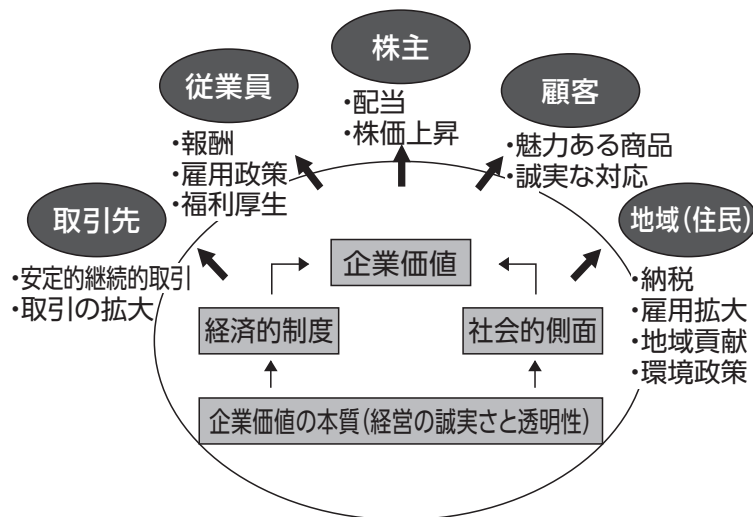 株主
・配当
・株価上昇
従業員
・報酬
・雇用政策
・福利厚生
顧客
・魅力ある商品
・誠実な対応
取引先
・安定的継続的取引
・取引の拡大
地域(住民)
・納税
・雇用拡大
・地域貢献
・環境政策
企業価値
経済的制度
社会的側面
企業価値の本質(経営の誠実さと透明性)